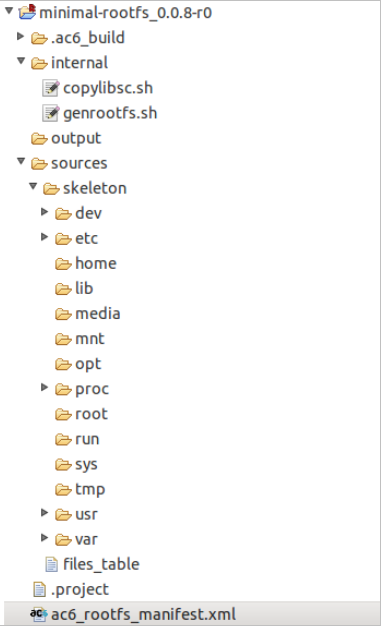 minimal-rootfs_0.0.8-r0
.ac6_build
internal
copylibsc.sh
genrootfs.sh
output
sources
skeleton
dev
etc
home
lib
media
mnt
opt
proc
root
run
sys
tmp
usr
var
files_table
.project
ac6_rootfs_manifest.xml